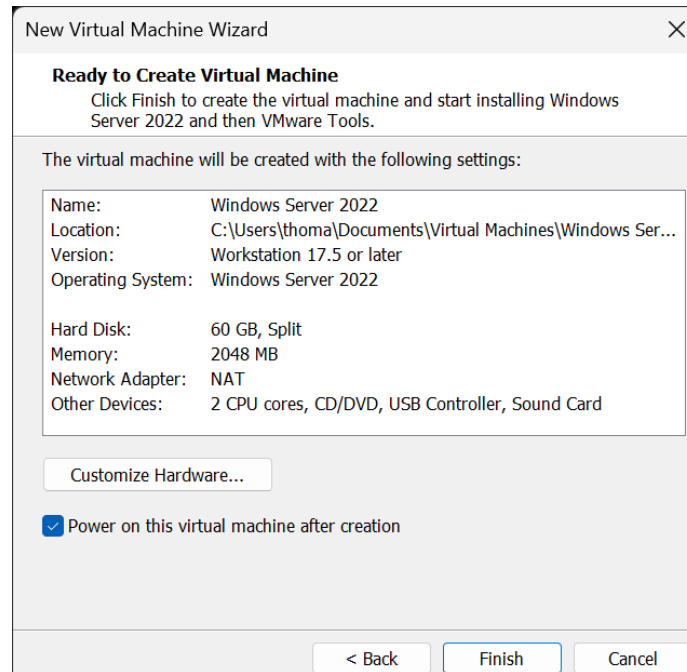 New Virtual Machine Wizard
Ready to Create Virtual Machine
Click Finish to create the virtual machine and start installing Windows
Server 2022 and then VMware Tools.
The virtual machine will be created with the following settings:
Name: Windows Server 2022
Location: C:\Users\thoma\Documents\Virtual Machines\Windows Ser...
Version: Workstation 17.5 or later
Operating System: Windows Server 2022
Hard Disk: 60 GB, Split
Memory: 2048 MB
Network Adapter: NAT
Other Devices: 2 CPU cores, CD/DVD, USB Controller, Sound Card
Customize Hardware...
Power on this virtual machine after creation
< Back Finish Cancel